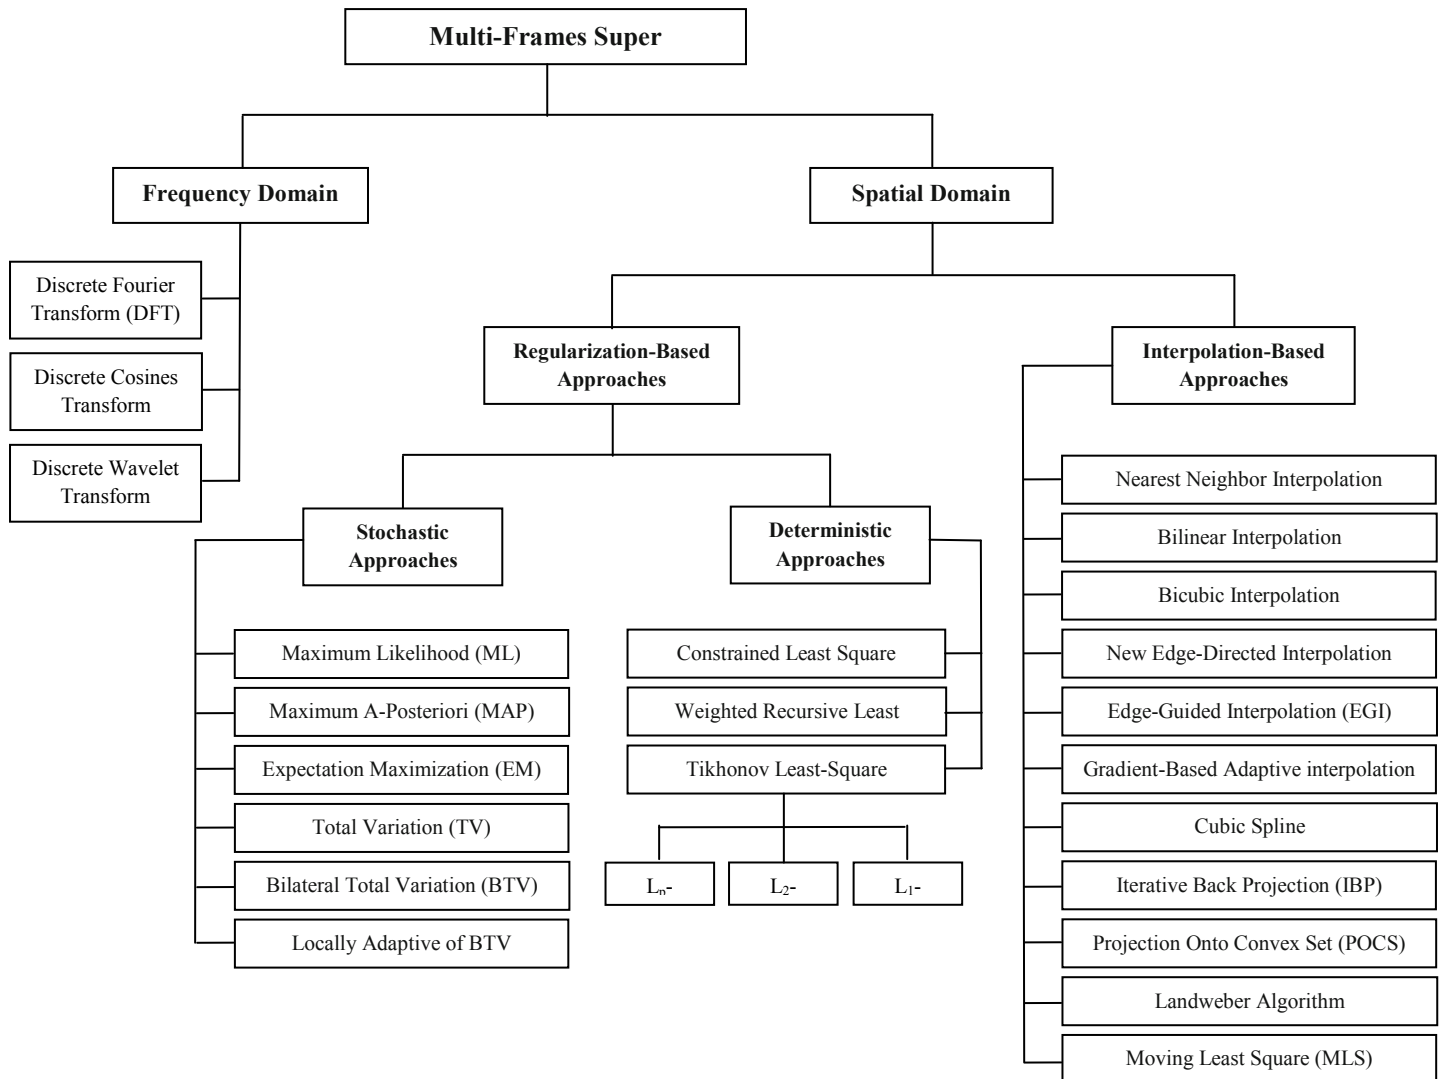 Multi-Frames Super
Frequency Domain
Spatial Domain
Discrete Fourier
Transform (DFT)
Discrete Cosines
Transform
Discrete Wavelet
Transform
Regularization-Based
Approaches
Interpolation-Based
Approaches
Stochastic
Approaches
Deterministic
Approaches
Maximum Likelihood (ML)
Maximum A-Posteriori (MAP)
Expectation Maximization (EM)
Total Variation (TV)
Bilateral Total Variation (BTV)
Locally Adaptive of BTV
Constrained Least Square
Weighted Recursive Least
Tikhonov Least-Square
Lₚ-
L₂-
L₁-
Nearest Neighbor Interpolation
Bilinear Interpolation
Bicubic Interpolation
New Edge-Directed Interpolation
Edge-Guided Interpolation (EGI)
Gradient-Based Adaptive interpolation
Cubic Spline
Iterative Back Projection (IBP)
Projection Onto Convex Set (POCS)
Landweber Algorithm
Moving Least Square (MLS)